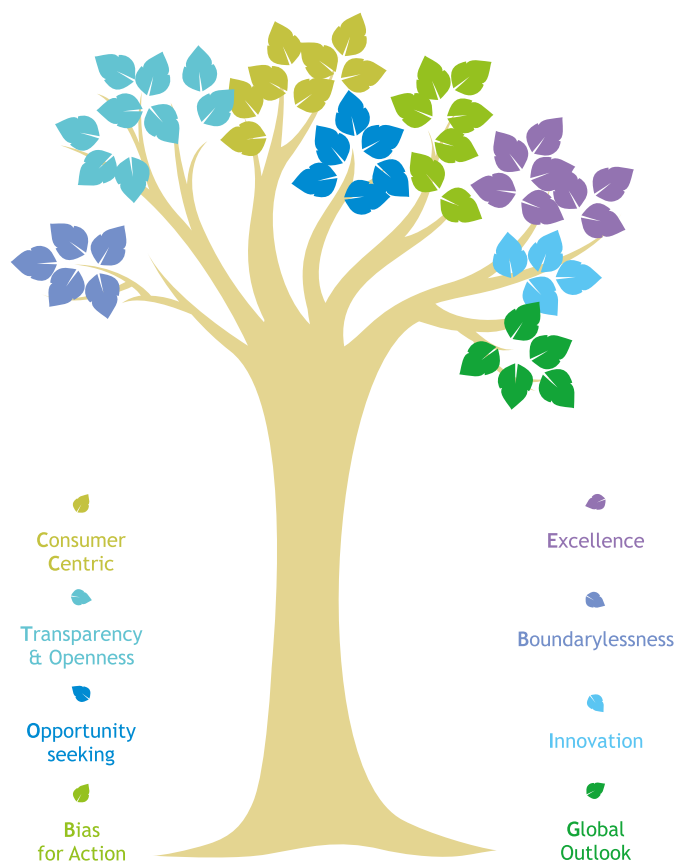 Consumer
Centric
Transparency
& Openness
Opportunity
seeking
Bias
for Action
Excellence
Boundarylessness
Innovation
Global
Outlook